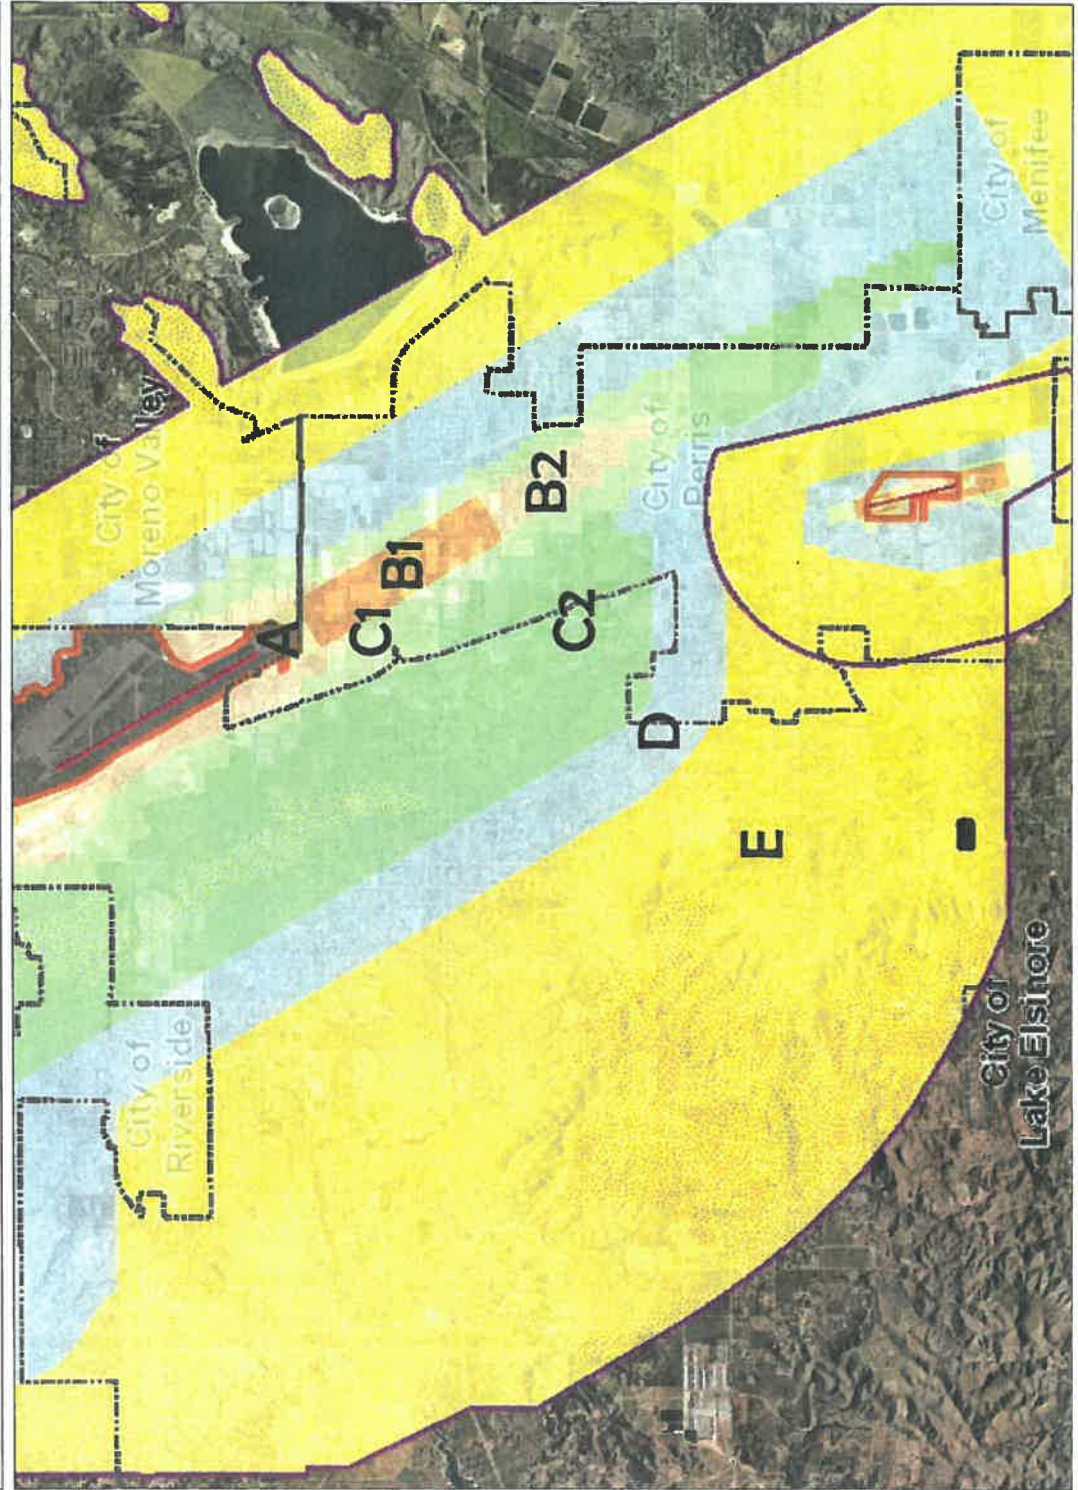 City of
Moreno Valley
A
B1
C1
B2
C2
City of
Perris
D
E
City of
Riverside
City of
Menifee
City of
Lake Elsinore